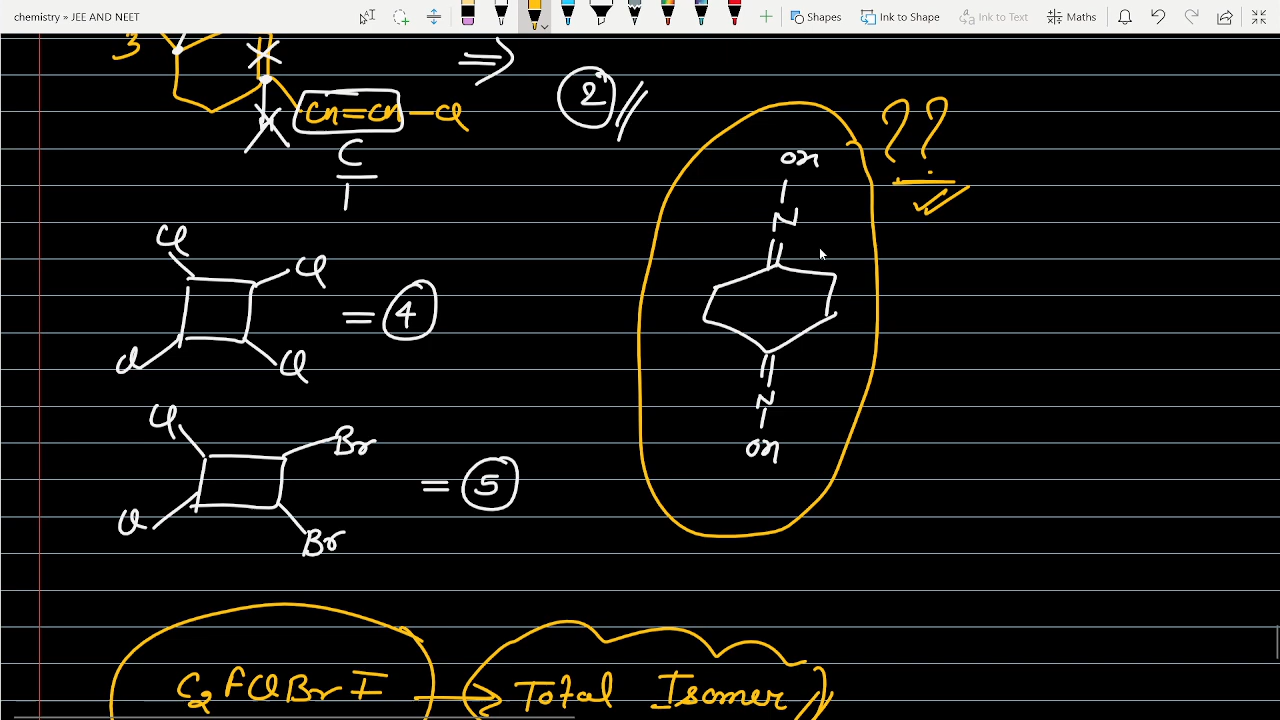 chemistry » JEE AND NEET
Shapes
Ink to Shape
Ink to Text
Maths
3
⇒
2
CH=CH—Cl
C
??
OH
N
Cl
Cl
Cl
Cl
= 4
N
OH
Cl
Br
Cl
Br
= 5
C2FClBrI → Total Isomer